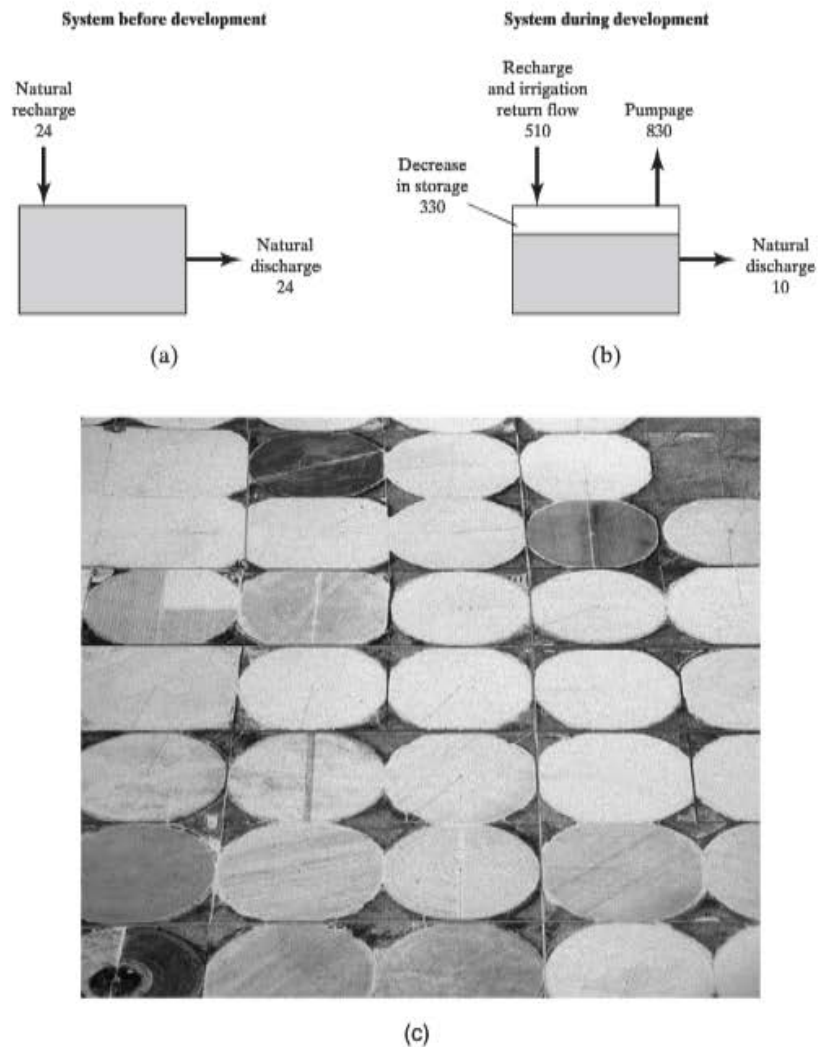 System before development
System during development
Natural
recharge
24
Natural
discharge
24
(a)
Recharge
and irrigation
return flow
510
Pumpage
830
Decrease
in storage
330
Natural
discharge
10
(b)
(c)